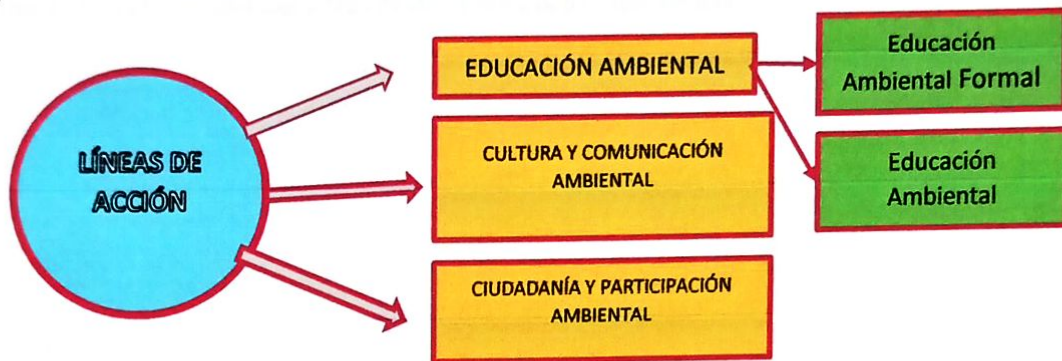 LÍNEAS DE
ACCIÓN
EDUCACIÓN AMBIENTAL
CULTURA Y COMUNICACIÓN
AMBIENTAL
CIUDADANÍA Y PARTICIPACIÓN
AMBIENTAL
Educación
Ambiental Formal
Educación
Ambiental